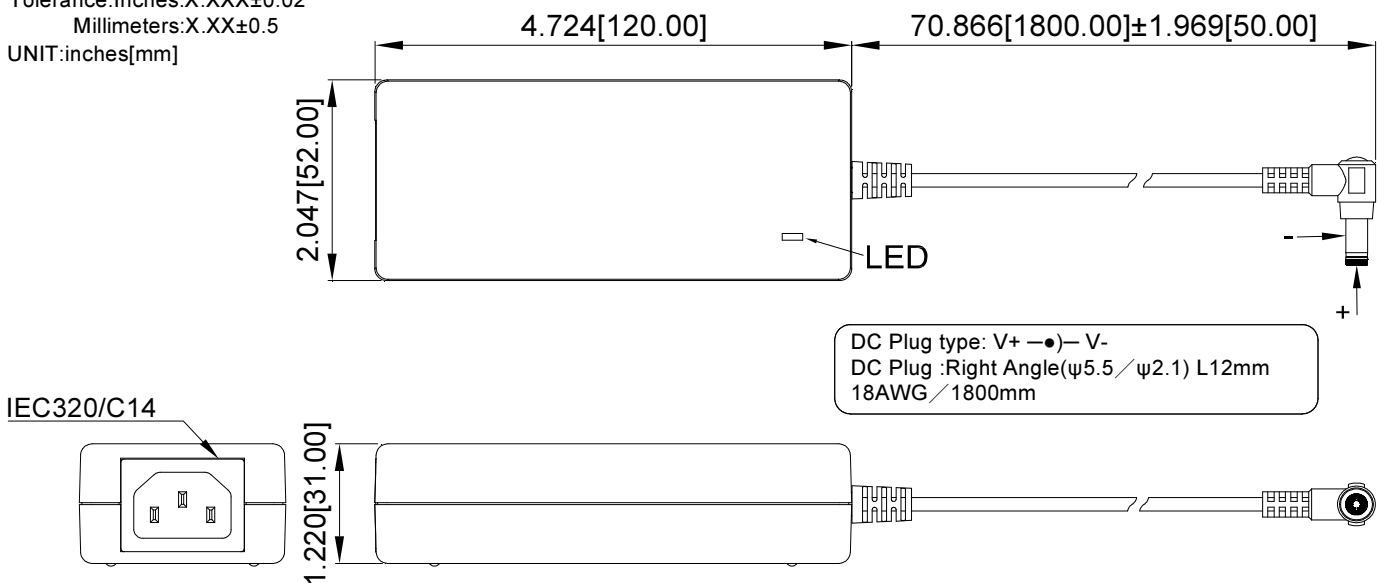 Tolerance:Inches:X.XXX±0.02
Millimeters:X.XX±0.5
UNIT:inches[mm]
4.724[120.00]
70.866[1800.00]±1.969[50.00]
2.047[52.00]
LED
-
+
DC Plug type: V+ —●)— V-
DC Plug :Right Angle(ψ5.5／ψ2.1) L12mm
18AWG／1800mm
IEC320/C14
1.220[31.00]